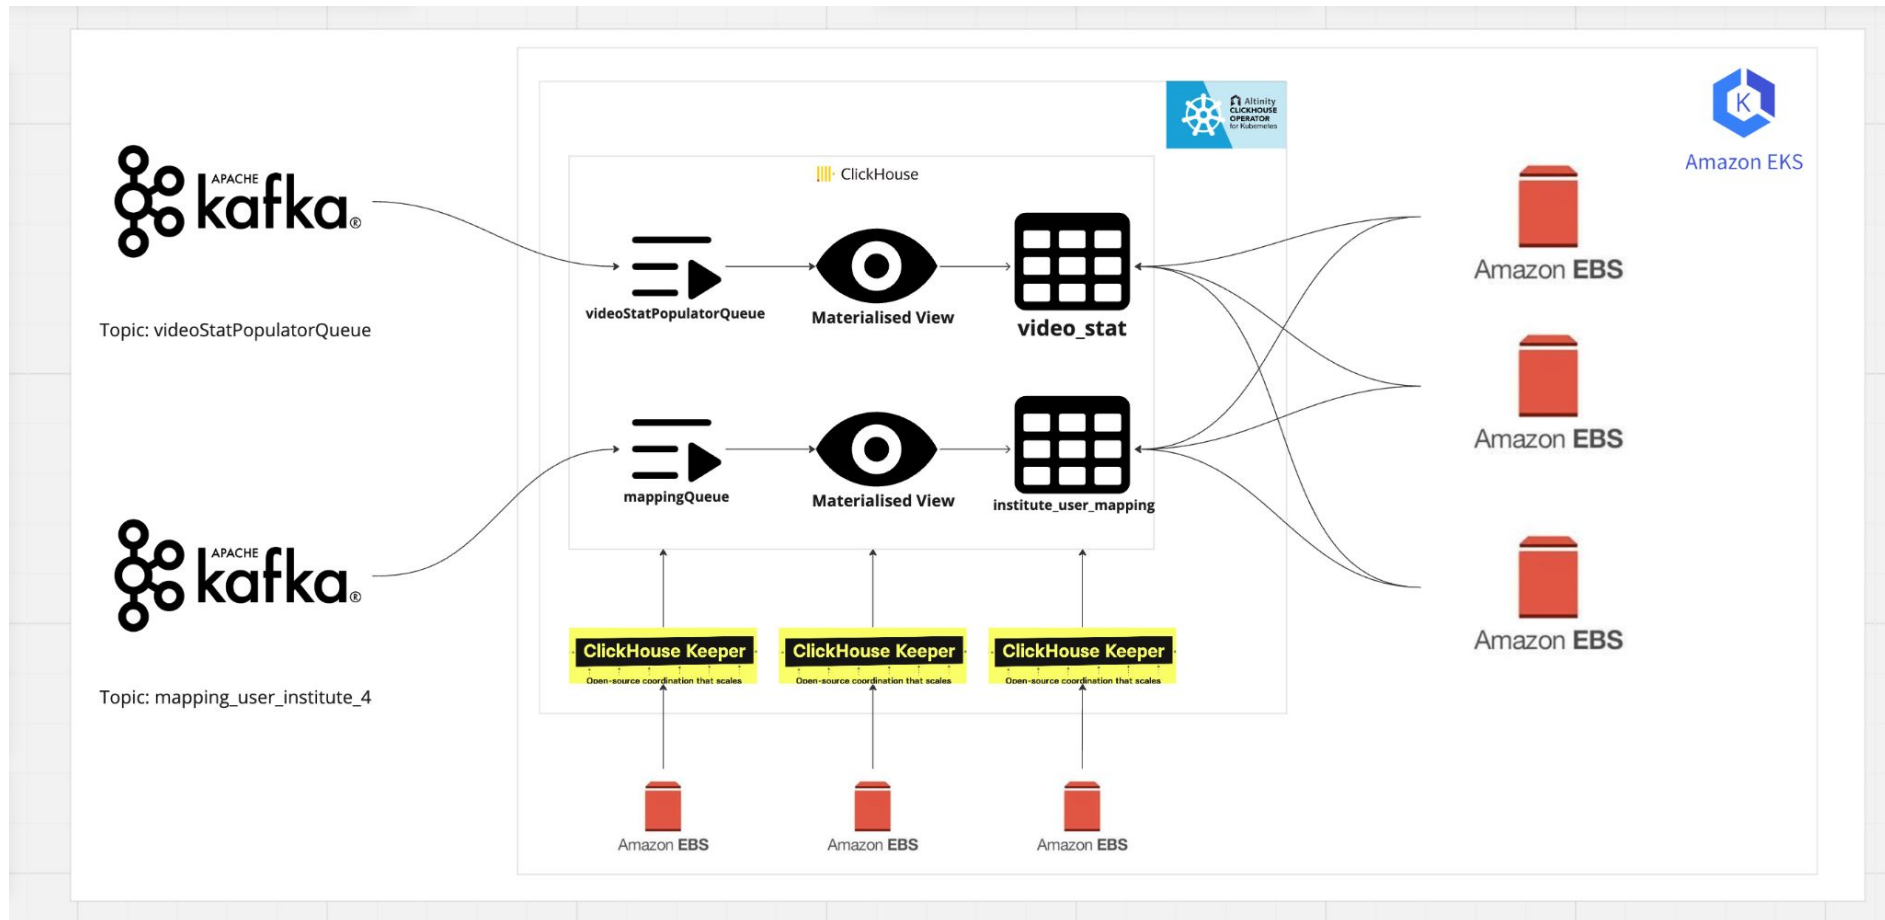 Altinity
CLICKHOUSE
OPERATOR
for Kubernetes
K
Amazon EKS
ClickHouse
APACHE
kafka®
Topic: videoStatPopulatorQueue
videoStatPopulatorQueue
Materialised View
video_stat
Amazon EBS
Amazon EBS
mappingQueue
Materialised View
institute_user_mapping
APACHE
kafka®
Topic: mapping_user_institute_4
ClickHouse Keeper
Open-source coordination that scales
ClickHouse Keeper
Open-source coordination that scales
ClickHouse Keeper
Open-source coordination that scales
Amazon EBS
Amazon EBS
Amazon EBS
Amazon EBS